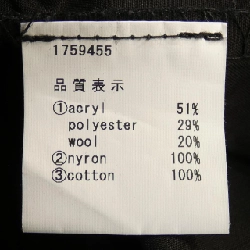 1759455
品質表示
①acryl 51%
polyester 29%
wool 20%
②nyron 100%
③cotton 100%